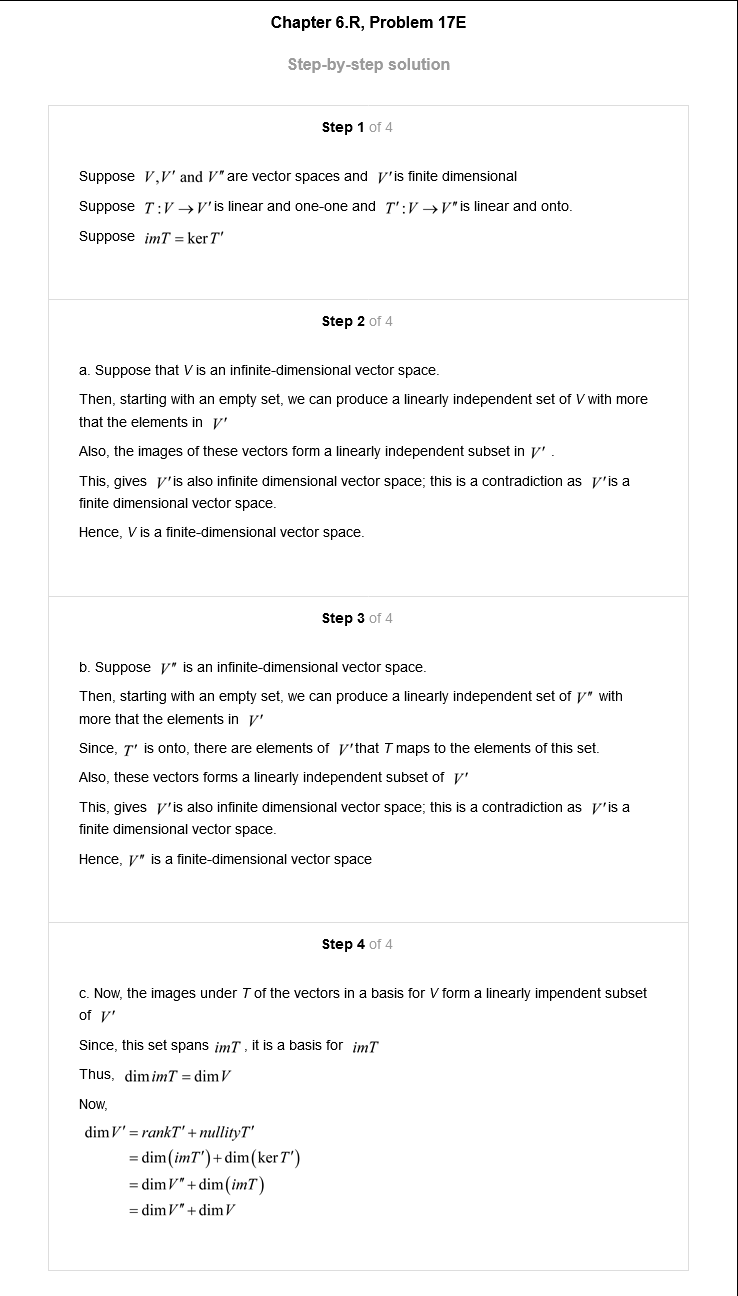 Chapter 6.R, Problem 17E
Step-by-step solution
Step 1 of 4
Suppose V, V′ and V″ are vector spaces and V′ is finite dimensional
Suppose T : V → V′ is linear and one-one and T′ : V → V″ is linear and onto.
Suppose imT = ker T′
Step 2 of 4
a. Suppose that V is an infinite-dimensional vector space.
Then, starting with an empty set, we can produce a linearly independent set of V with more
that the elements in V′
Also, the images of these vectors form a linearly independent subset in V′ .
This, gives V′ is also infinite dimensional vector space; this is a contradiction as V′ is a
finite dimensional vector space.
Hence, V is a finite-dimensional vector space.
Step 3 of 4
b. Suppose V″ is an infinite-dimensional vector space.
Then, starting with an empty set, we can produce a linearly independent set of V″ with
more that the elements in V′
Since, T′ is onto, there are elements of V′ that T maps to the elements of this set.
Also, these vectors forms a linearly independent subset of V′
This, gives V′ is also infinite dimensional vector space; this is a contradiction as V′ is a
finite dimensional vector space.
Hence, V″ is a finite-dimensional vector space
Step 4 of 4
c. Now, the images under T of the vectors in a basis for V form a linearly impendent subset
of V′
Since, this set spans imT , it is a basis for imT
Thus, dim imT = dim V
Now,
dim V′ = rankT′ + nullityT′
= dim(imT′) + dim(ker T′)
= dim V″ + dim(imT)
= dim V″ + dim V